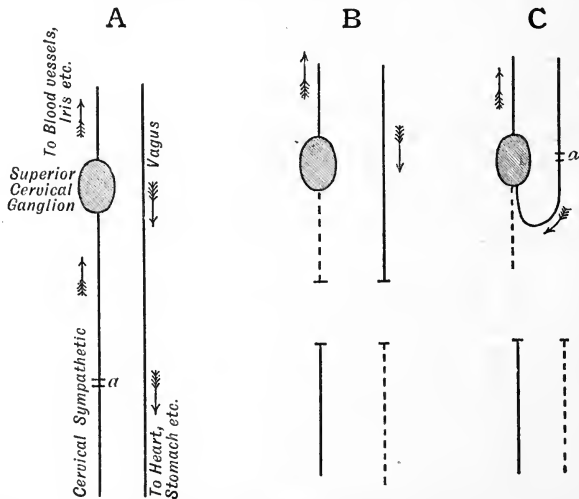 A
B
C
To Blood vessels,
Iris etc.
Superior
Cervical
Ganglion
Vagus
a
Cervical Sympathetic
a
To Heart,
Stomach etc.